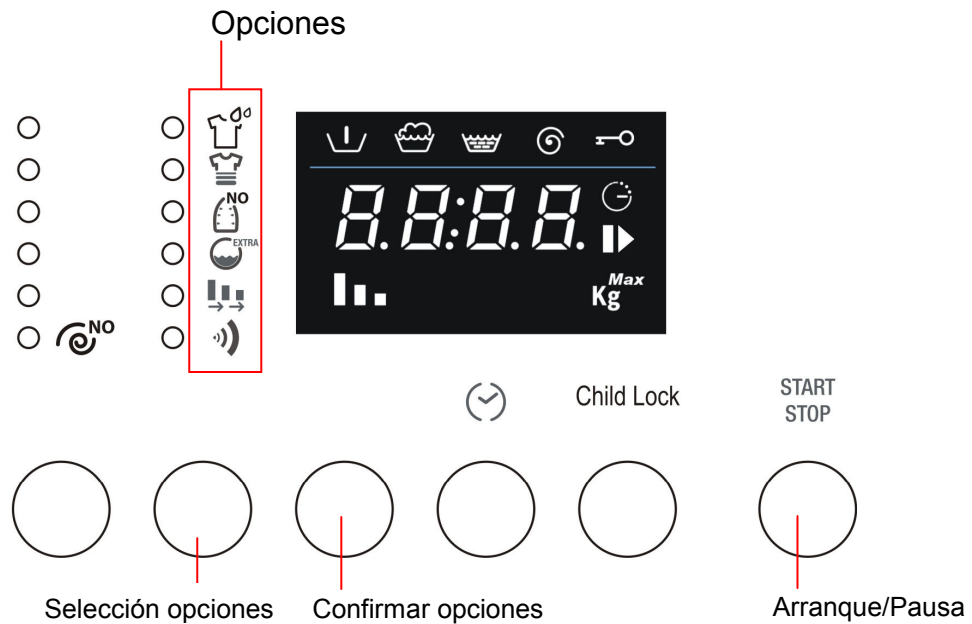 Opciones
NO
EXTRA
NO
8.8:8.8.
Max
Kg
Child Lock
START
STOP
Selección opciones
Confirmar opciones
Arranque/Pausa